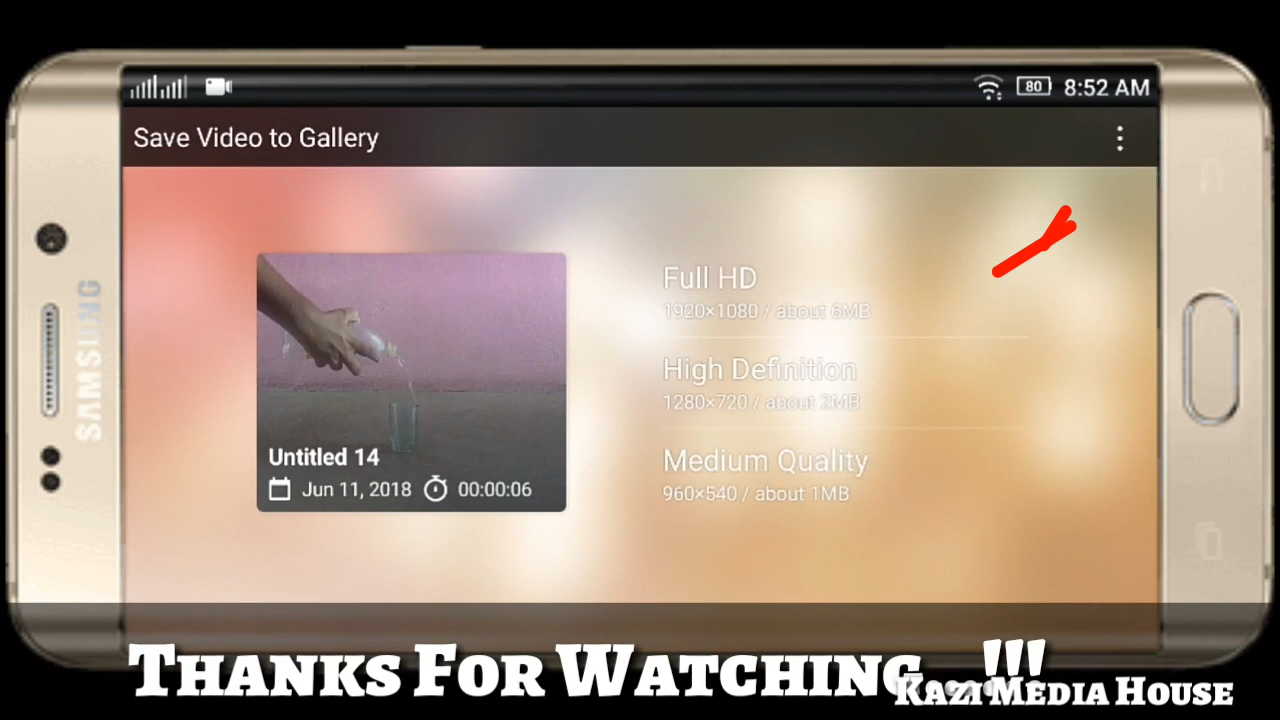 80 8:52 AM
Save Video to Gallery
SAMSUNG
Full HD
1920×1080 / about 6MB
High Definition
1280×720 / about 2MB
Medium Quality
960×540 / about 1MB
Untitled 14
Jun 11, 2018 00:00:06
Thanks For Watching...!!!
Kazi Media House